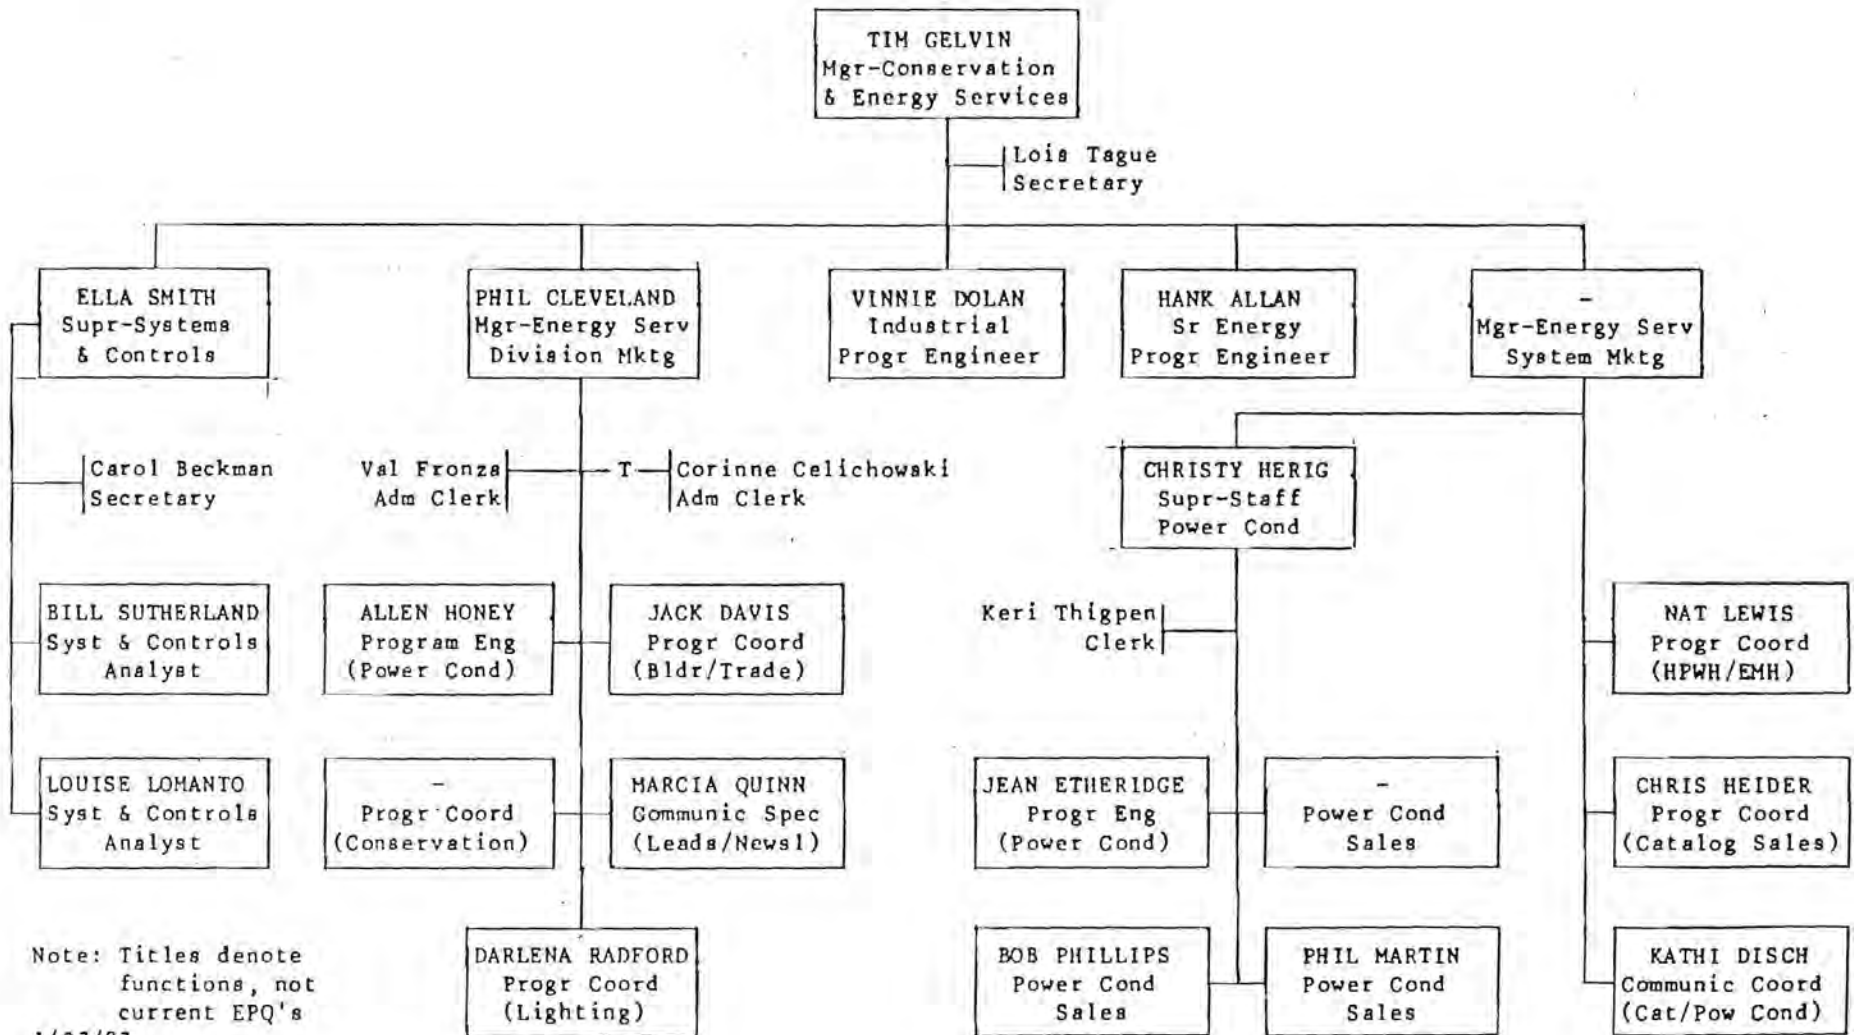 TIM GELVIN
Mgr-Conservation
& Energy Services
Lois Tague
Secretary
ELLA SMITH
Supr-Systems
& Controls
PHIL CLEVELAND
Mgr-Energy Serv
Division Mktg
VINNIE DOLAN
Industrial
Progr Engineer
HANK ALLAN
Sr Energy
Progr Engineer
-
Mgr-Energy Serv
System Mktg
Carol Beckman
Secretary
Val Fronza
Adm Clerk
T
Corinne Celichowski
Adm Clerk
CHRISTY HERIG
Supr-Staff
Power Cond
BILL SUTHERLAND
Syst & Controls
Analyst
ALLEN HONEY
Program Eng
(Power Cond)
JACK DAVIS
Progr Coord
(Bldr/Trade)
Keri Thigpen
Clerk
NAT LEWIS
Progr Coord
(HPWH/EMH)
LOUISE LOMANTO
Syst & Controls
Analyst
-
Progr Coord
(Conservation)
MARCIA QUINN
Communic Spec
(Leads/Newsl)
JEAN ETHERIDGE
Progr Eng
(Power Cond)
-
Power Cond
Sales
CHRIS HEIDER
Progr Coord
(Catalog Sales)
Note: Titles denote
functions, not
current EPQ's
DARLENA RADFORD
Progr Coord
(Lighting)
BOB PHILLIPS
Power Cond
Sales
PHIL MARTIN
Power Cond
Sales
KATHI DISCH
Communic Coord
(Cat/Pow Cond)